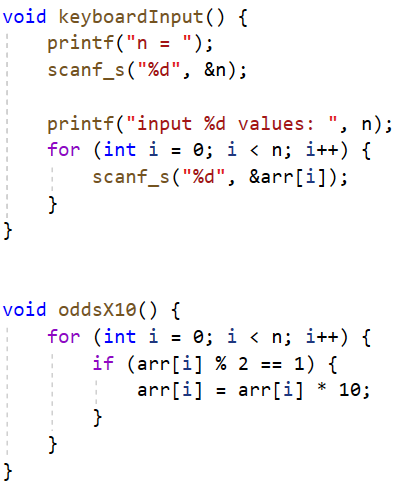 void keyboardInput() {
    printf("n = ");
    scanf_s("%d", &n);

    printf("input %d values: ", n);
    for (int i = 0; i < n; i++) {
        scanf_s("%d", &arr[i]);
    }
}


void oddsX10() {
    for (int i = 0; i < n; i++) {
        if (arr[i] % 2 == 1) {
            arr[i] = arr[i] * 10;
        }
    }
}